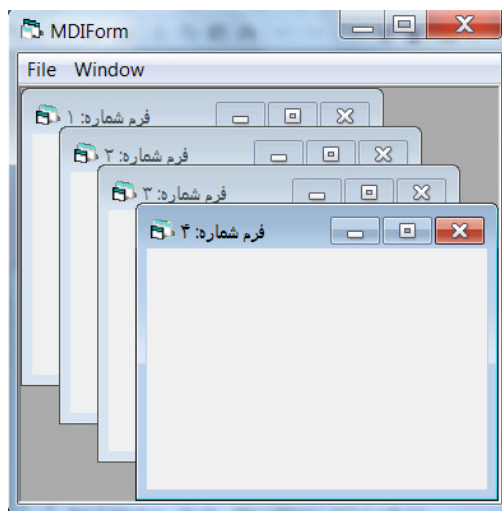 MDIForm
File Window
فرم شماره: ۱
فرم شماره: ۲
فرم شماره: ۳
فرم شماره: ۴